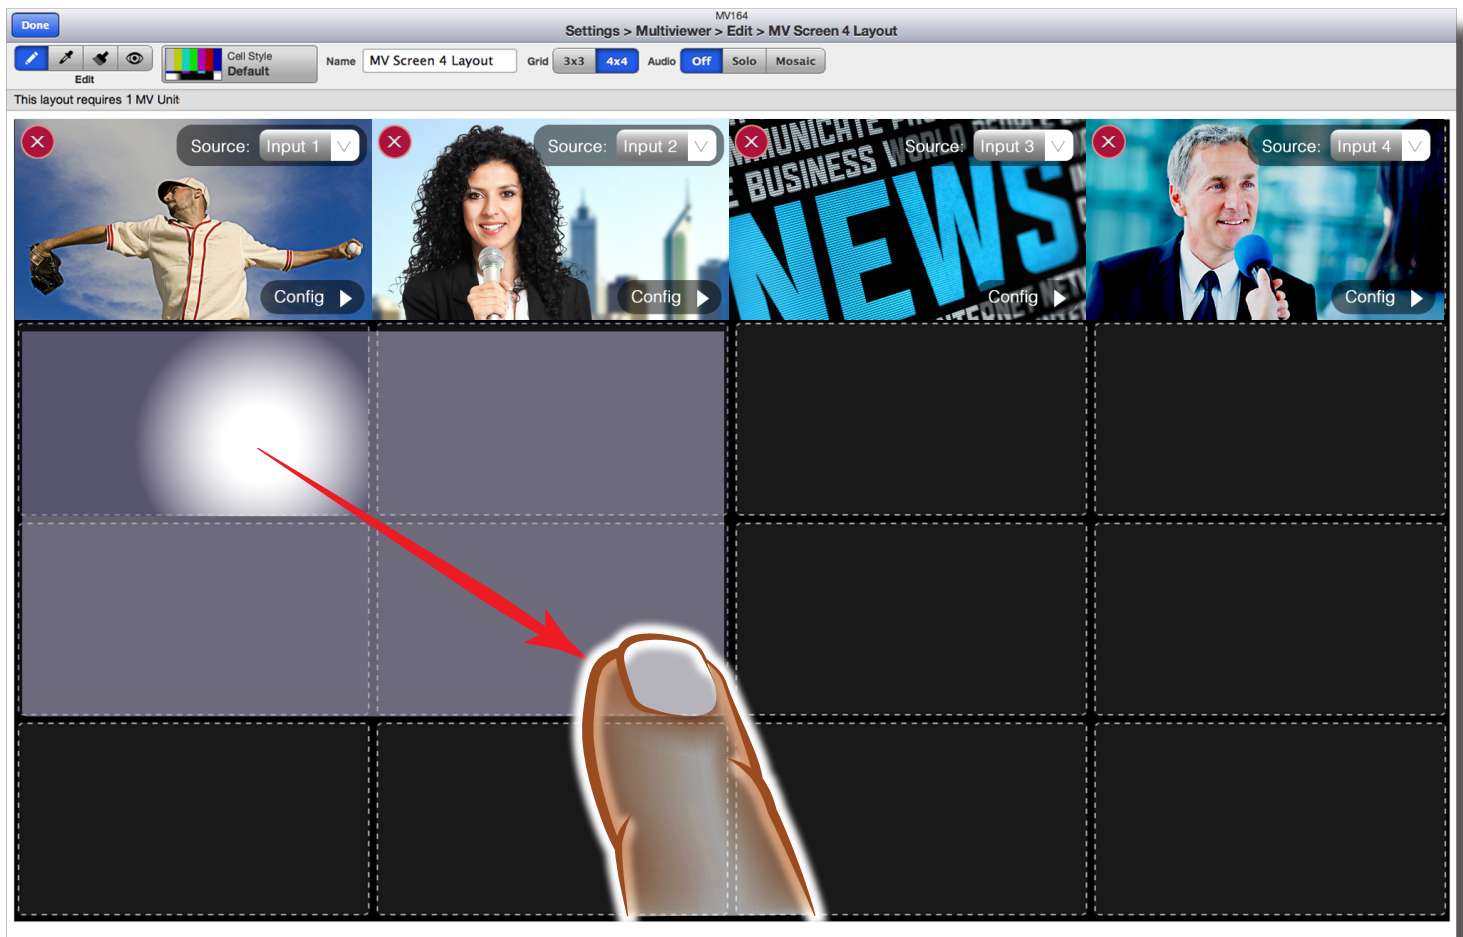 MV164
Done
Settings > Multiviewer > Edit > MV Screen 4 Layout
Edit
Cell Style
Default
Name MV Screen 4 Layout Grid 3x3 4x4 Audio Off Solo Mosaic
This layout requires 1 MV Unit
Source: Input 1
Source: Input 2
Source: Input 3
Source: Input 4
BUSINESS WORLD
NEWS
Config
Config
Config
Config